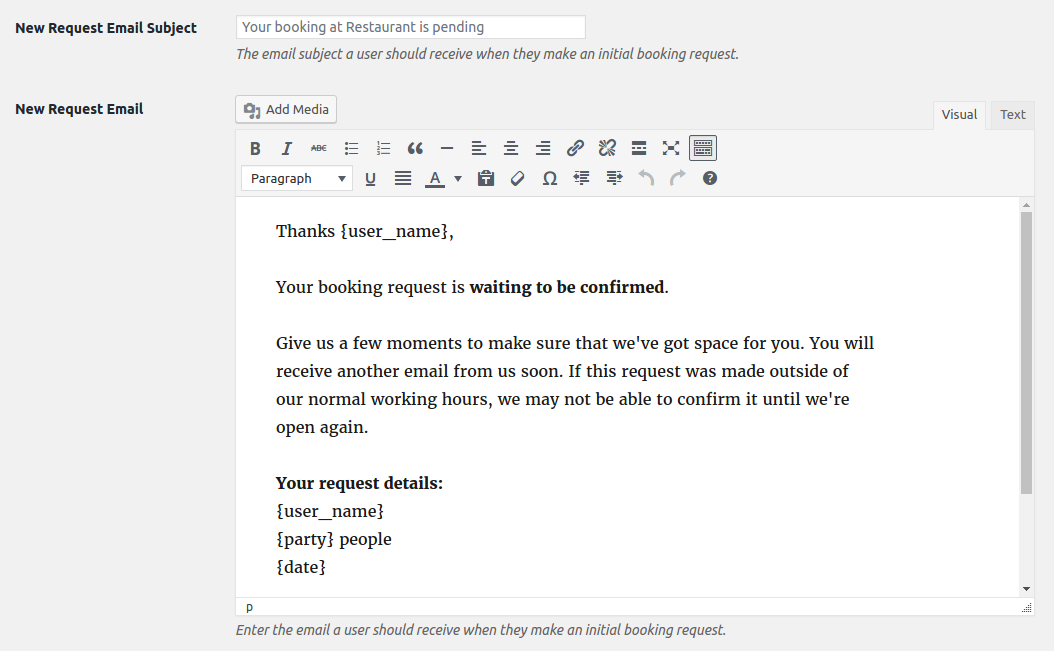 New Request Email Subject
Your booking at Restaurant is pending
The email subject a user should receive when they make an initial booking request.
New Request Email
Add Media
Visual
Text
B I ABC
Paragraph U A T Ω ?
Thanks {user_name},
Your booking request is waiting to be confirmed.
Give us a few moments to make sure that we've got space for you. You will
receive another email from us soon. If this request was made outside of
our normal working hours, we may not be able to confirm it until we're
open again.
Your request details:
{user_name}
{party} people
{date}
p
Enter the email a user should receive when they make an initial booking request.